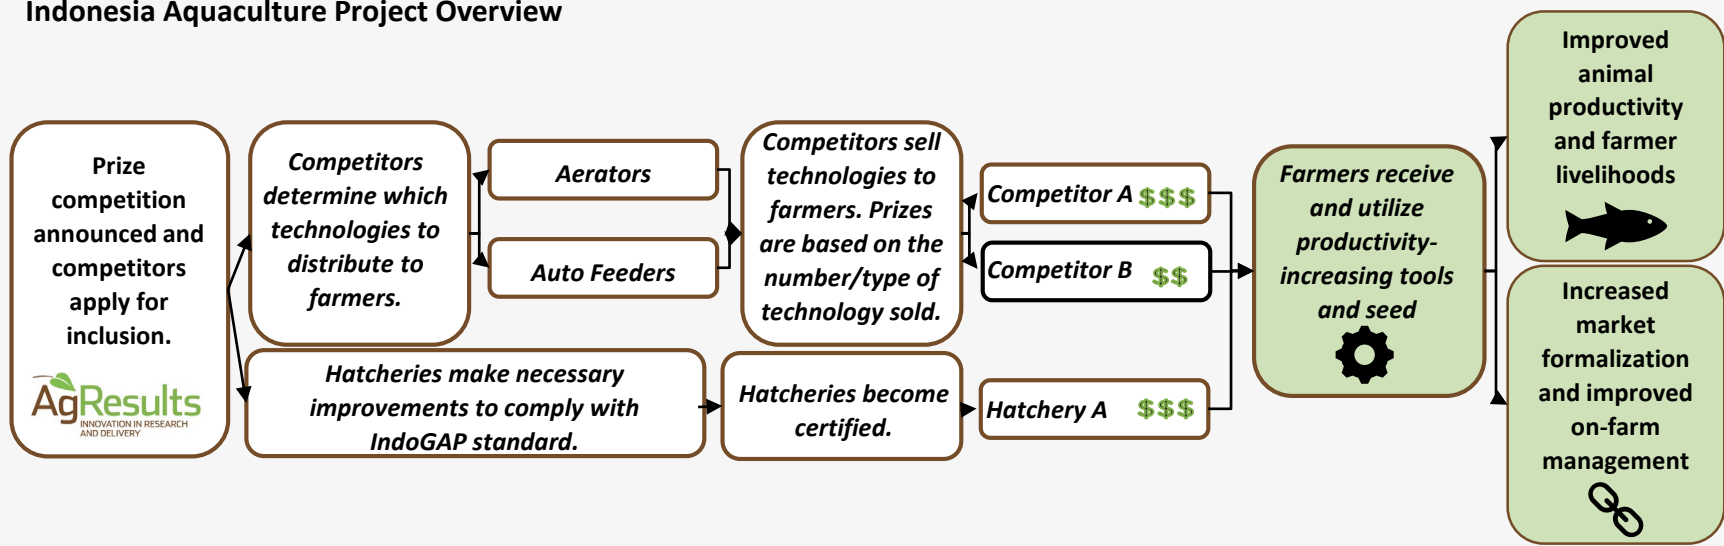 Indonesia Aquaculture Project Overview
Prize
competition
announced and
competitors
apply for
inclusion.
AgResults
INNOVATION IN RESEARCH
AND DELIVERY
Competitors
determine which
technologies to
distribute to
farmers.
Aerators
Auto Feeders
Competitors sell
technologies to
farmers. Prizes
are based on the
number/type of
technology sold.
Competitor A $$$
Competitor B $$
Hatcheries make necessary
improvements to comply with
IndoGAP standard.
Hatcheries become
certified.
Hatchery A $$$
Farmers receive
and utilize
productivity-
increasing tools
and seed
Improved
animal
productivity
and farmer
livelihoods
Increased
market
formalization
and improved
on-farm
management